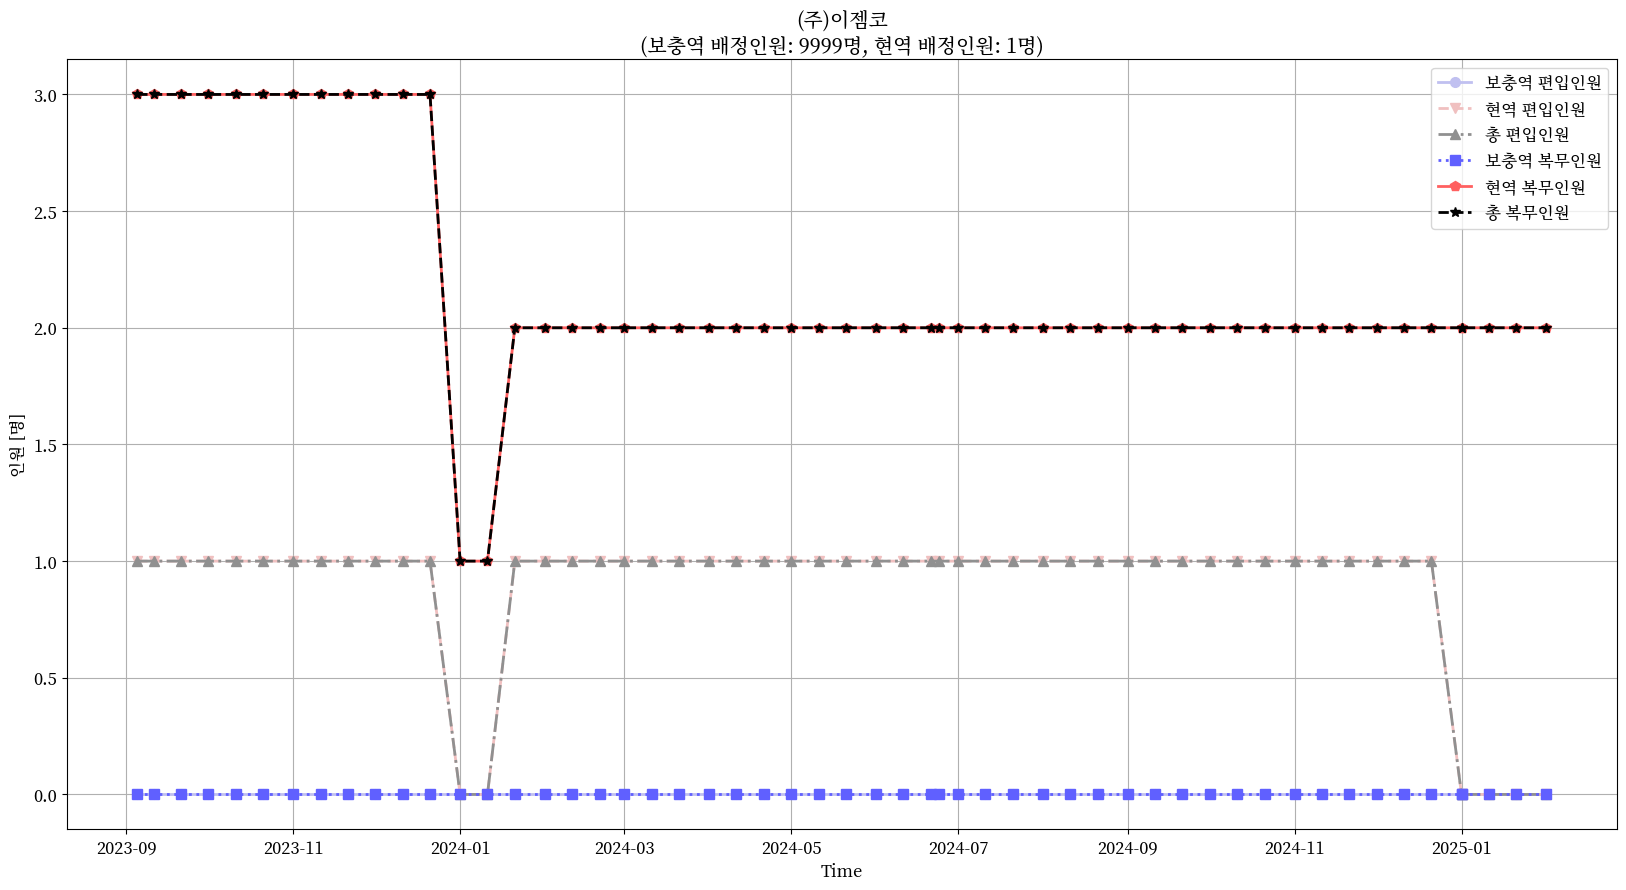 (주)이젬코
(보충역 배정인원: 9999명, 현역 배정인원: 1명)
보충역 편입인원
현역 편입인원
총 편입인원
보충역 복무인원
현역 복무인원
총 복무인원
인원 [명]
3.0
2.5
2.0
1.5
1.0
0.5
0.0
2023-09 2023-11 2024-01 2024-03 2024-05 2024-07 2024-09 2024-11 2025-01
Time